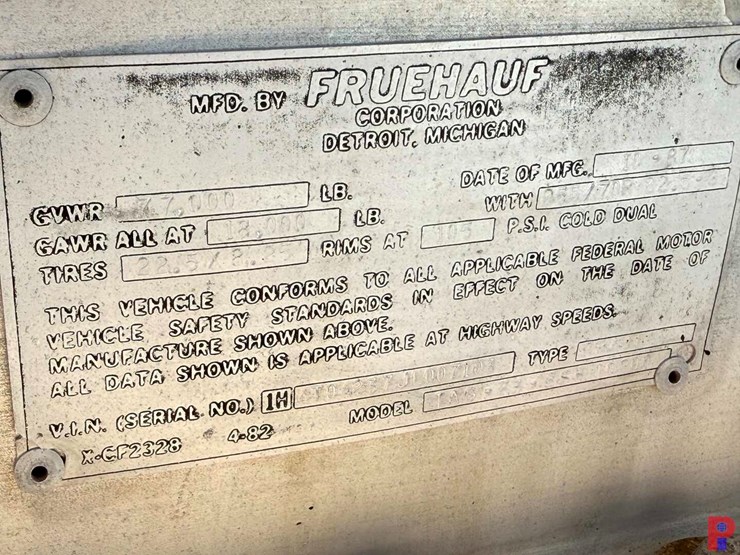 MFD. BY FRUEHAUF
CORPORATION
DETROIT, MICHIGAN
DATE OF MFG.
GVWR LB. WITH
GAWR ALL AT 18,000 LB.
TIRES RIMS AT 105 P.S.I. COLD DUAL
THIS VEHICLE CONFORMS TO ALL APPLICABLE FEDERAL MOTOR
VEHICLE SAFETY STANDARDS IN EFFECT ON THE DATE OF
MANUFACTURE SHOWN ABOVE.
ALL DATA SHOWN IS APPLICABLE AT HIGHWAY SPEEDS.
V.I.N. (SERIAL NO.) 1H TYPE
X-CF2328 4-82 MODEL